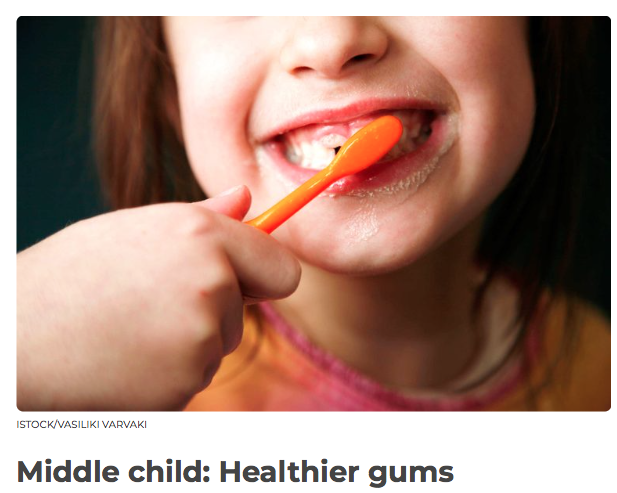 ISTOCK/VASILIKI VARVAKI
Middle child: Healthier gums